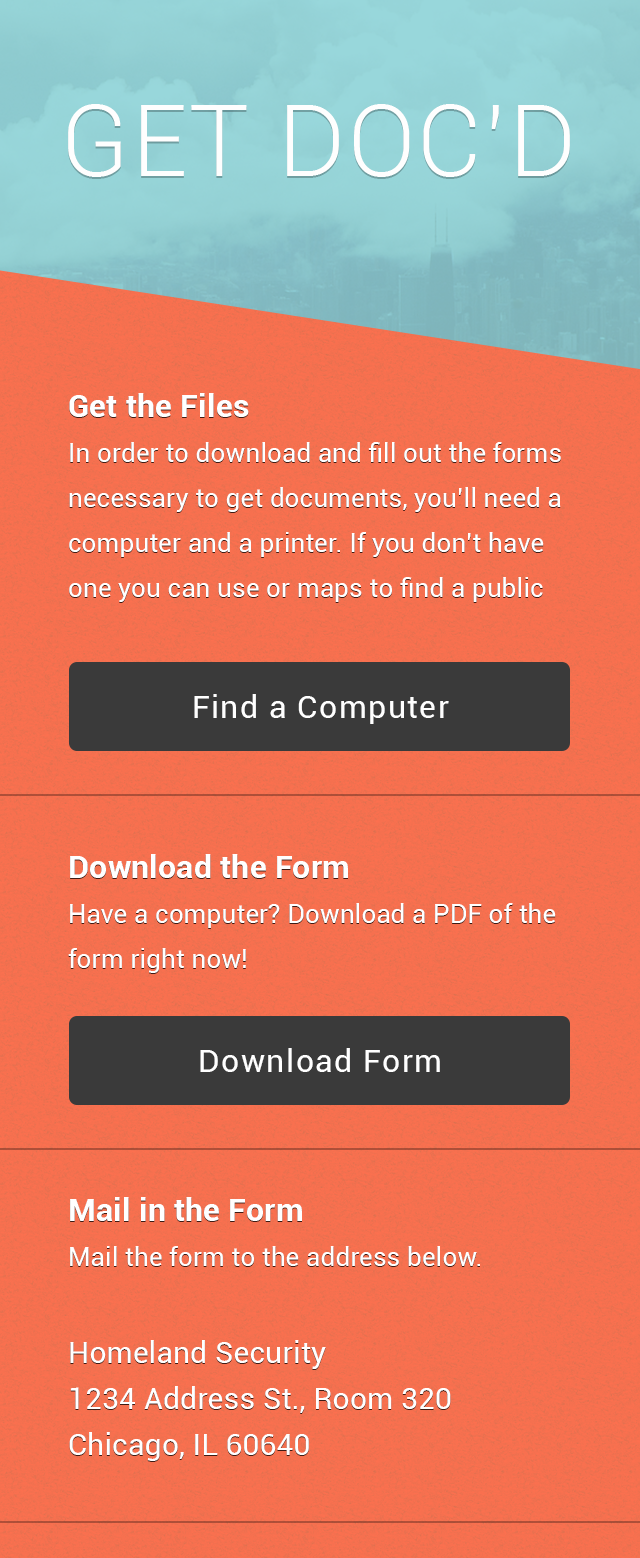 GET DOC'D
Get the Files
In order to download and fill out the forms
necessary to get documents, you'll need a
computer and a printer. If you don't have
one you can use or maps to find a public
Find a Computer
Download the Form
Have a computer? Download a PDF of the
form right now!
Download Form
Mail in the Form
Mail the form to the address below.
Homeland Security
1234 Address St., Room 320
Chicago, IL 60640